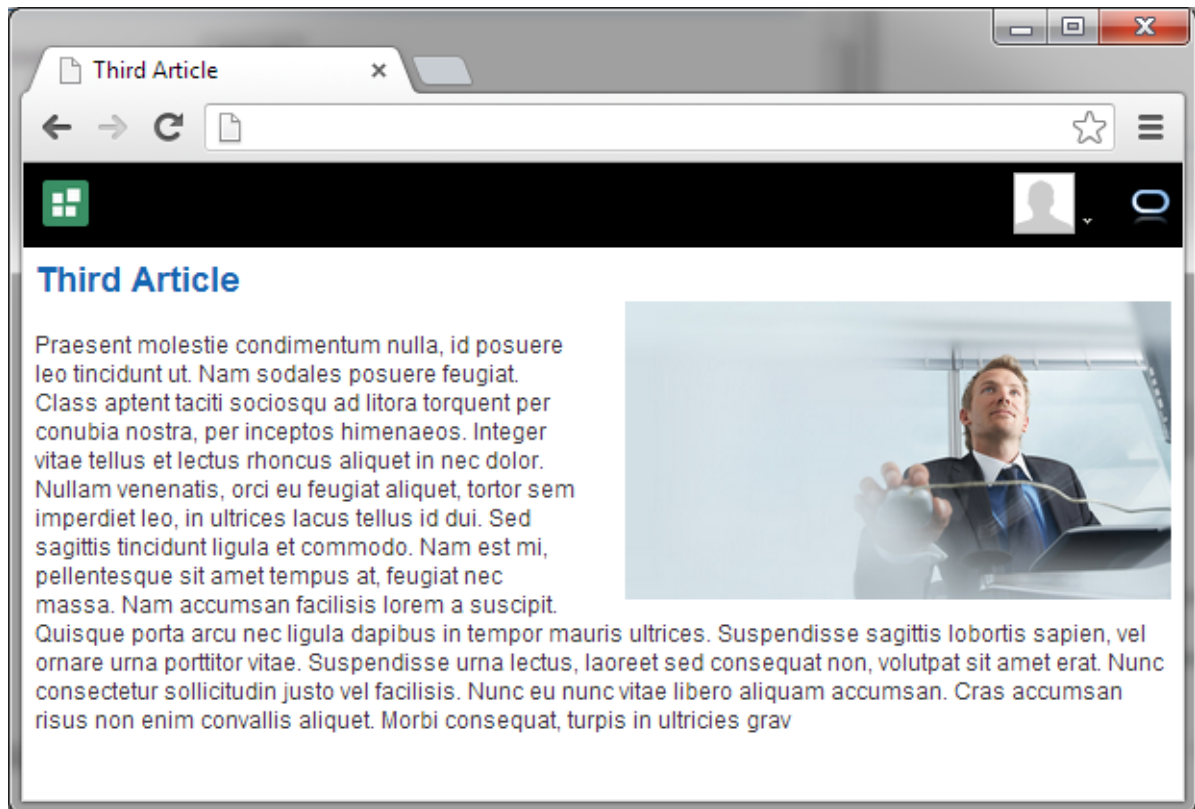 Third Article
Third Article
Praesent molestie condimentum nulla, id posuere
leo tincidunt ut. Nam sodales posuere feugiat.
Class aptent taciti sociosqu ad litora torquent per
conubia nostra, per inceptos himenaeos. Integer
vitae tellus et lectus rhoncus aliquet in nec dolor.
Nullam venenatis, orci eu feugiat aliquet, tortor sem
imperdiet leo, in ultrices lacus tellus id dui. Sed
sagittis tincidunt ligula et commodo. Nam est mi,
pellentesque sit amet tempus at, feugiat nec
massa. Nam accumsan facilisis lorem a suscipit.
Quisque porta arcu nec ligula dapibus in tempor mauris ultrices. Suspendisse sagittis lobortis sapien, vel
ornare urna porttitor vitae. Suspendisse urna lectus, laoreet sed consequat non, volutpat sit amet erat. Nunc
consectetur sollicitudin justo vel facilisis. Nunc eu nunc vitae libero aliquam accumsan. Cras accumsan
risus non enim convallis aliquet. Morbi consequat, turpis in ultricies grav